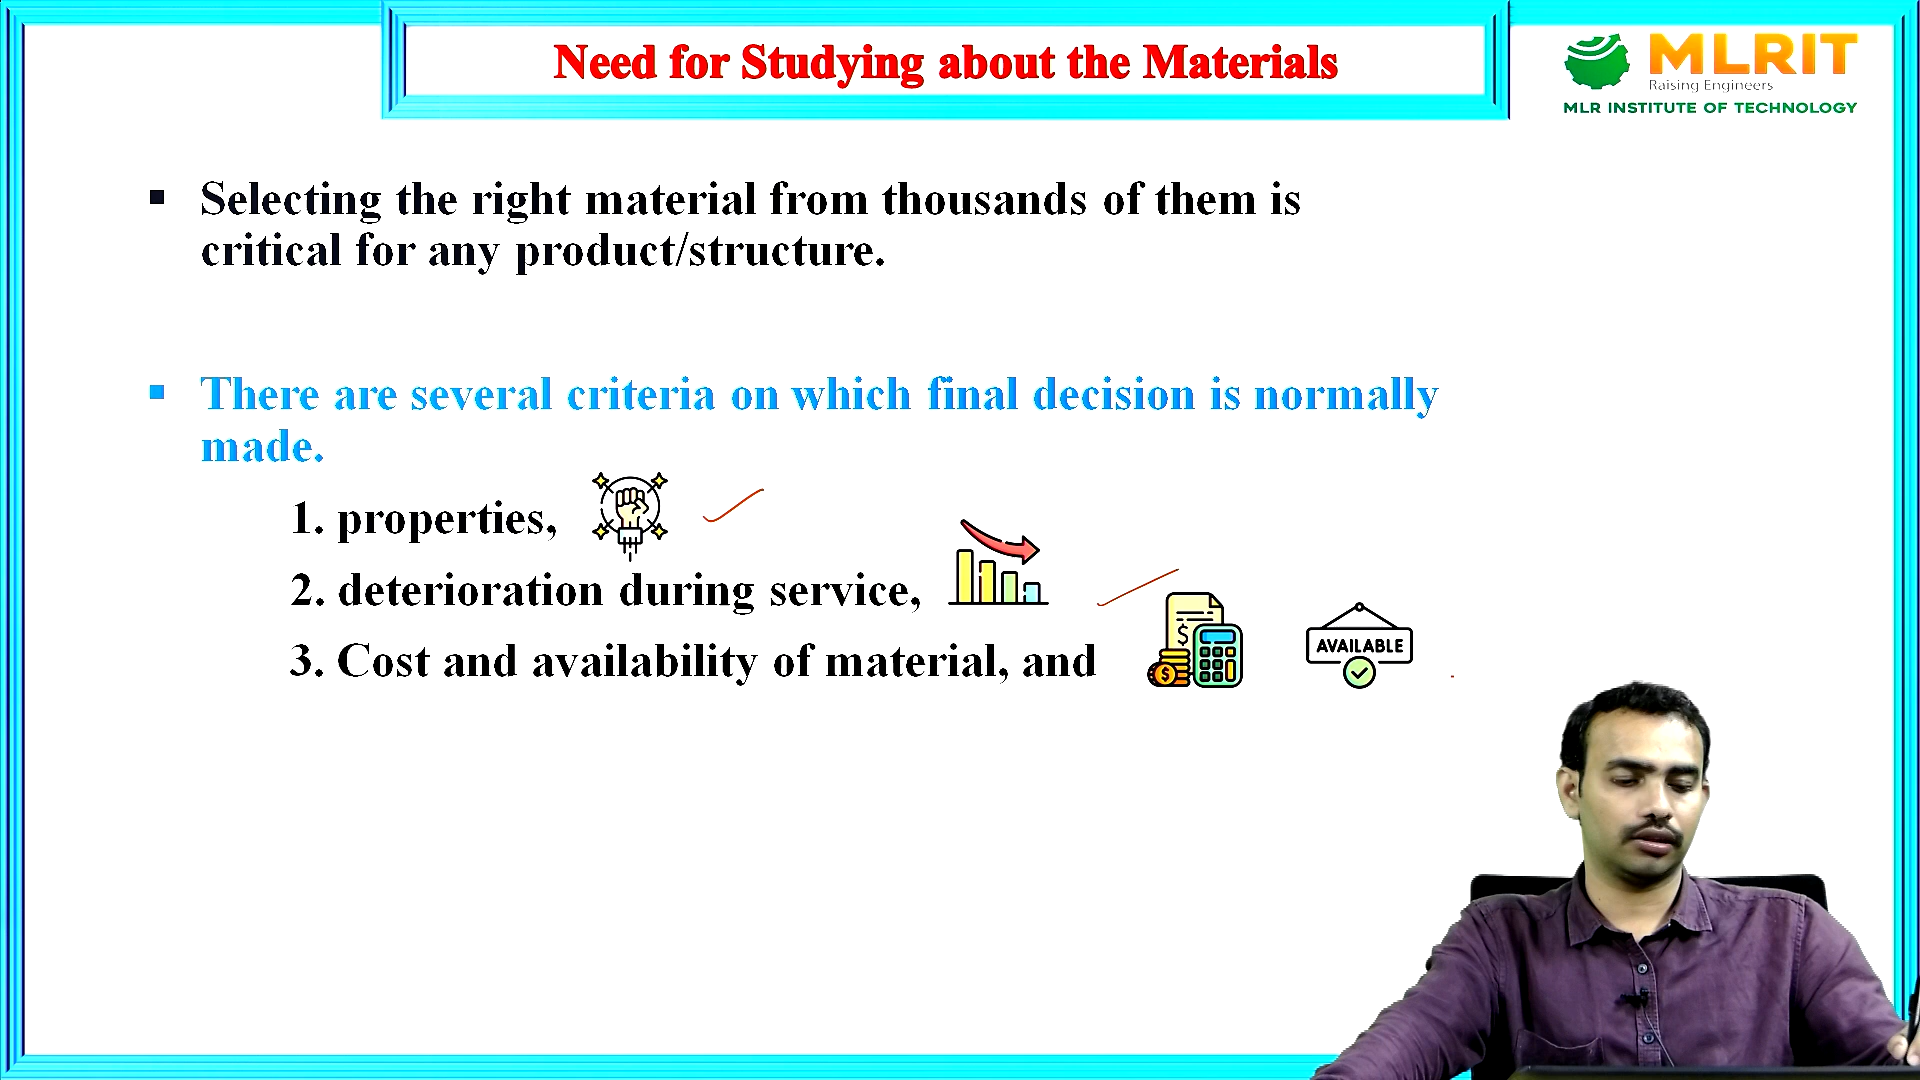 Need for Studying about the Materials
MLRIT
Raising Engineers
MLR INSTITUTE OF TECHNOLOGY
▪ Selecting the right material from thousands of them is
critical for any product/structure.
▪ There are several criteria on which final decision is normally
made.
1. properties,
2. deterioration during service,
3. Cost and availability of material, and
$
$
AVAILABLE